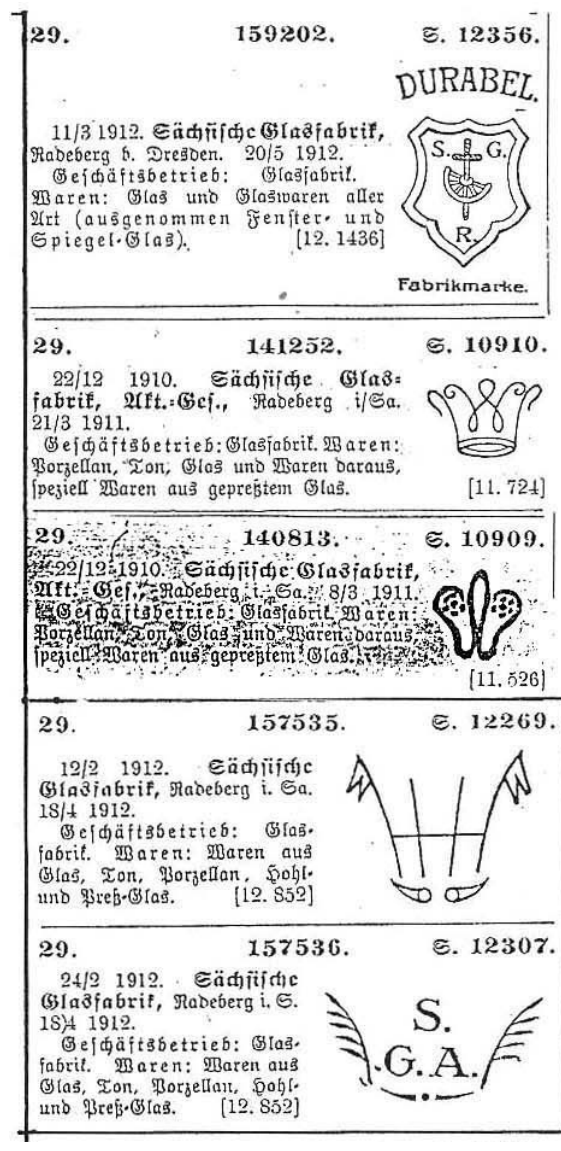 29. 159202. S. 12356.
DURABEL.
11/3 1912. Sächsische Glasfabrik,
Radeberg b. Dresden. 20/5 1912.
Geschäftsbetrieb: Glasfabrik.
Waren: Glas und Glaswaren aller
Art (ausgenommen Fenster- und
Spiegel-Glas). [12. 1436]
S. G.
R.
Fabrikmarke.
29. 141252. S. 10910.
22/12 1910. Sächsische Glas=
fabrik, Akt.=Ges., Radeberg i/Sa.
21/3 1911.
Geschäftsbetrieb: Glasfabrik. Waren:
Porzellan, Ton, Glas und Waren daraus,
speziell Waren aus gepreßtem Glas. [11. 724]
29. 140813. S. 10909.
22/12 1910. Sächsische Glasfabrik,
Akt.=Ges., Radeberg i. Sa. 8/3 1911.
Geschäftsbetrieb: Glasfabrik. Waren:
Porzellan, Ton, Glas und Waren daraus
speziell Waren aus gepreßtem Glas.
[11. 526]
29. 157535. S. 12269.
12/2 1912. Sächsische
Glasfabrik, Radeberg i. Sa.
18/4 1912.
Geschäftsbetrieb: Glas-
fabrik. Waren: Waren aus
Glas, Ton, Porzellan, Hohl-
und Preß-Glas. [12. 852]
29. 157536. S. 12307.
24/2 1912. Sächsische
Glasfabrik, Radeberg i. S.
18/4 1912.
Geschäftsbetrieb: Glas-
fabrik. Waren: Waren aus
Glas, Ton, Porzellan, Hohl-
und Preß-Glas. [12. 852]
S.
G. A.